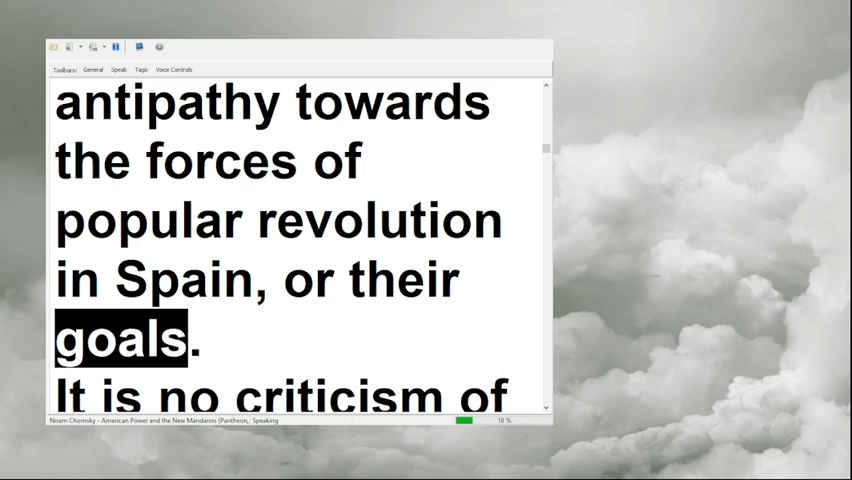 Toolbars: General Speak Tags Voice Controls
antipathy towards
the forces of
popular revolution
in Spain, or their
goals.
It is no criticism of
Noam Chomsky - American Power and the New Mandarins (Pantheon, Speaking 18 %